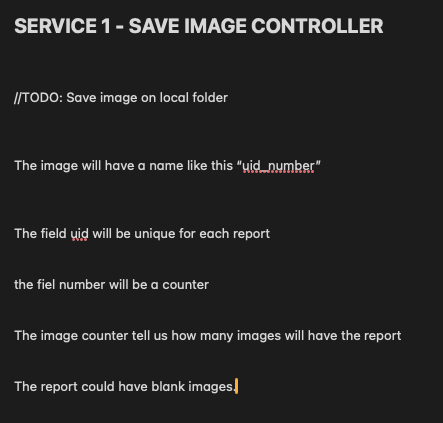 SERVICE 1 - SAVE IMAGE CONTROLLER
//TODO: Save image on local folder
The image will have a name like this “uid_number”
The field uid will be unique for each report
the fiel number will be a counter
The image counter tell us how many images will have the report
The report could have blank images.